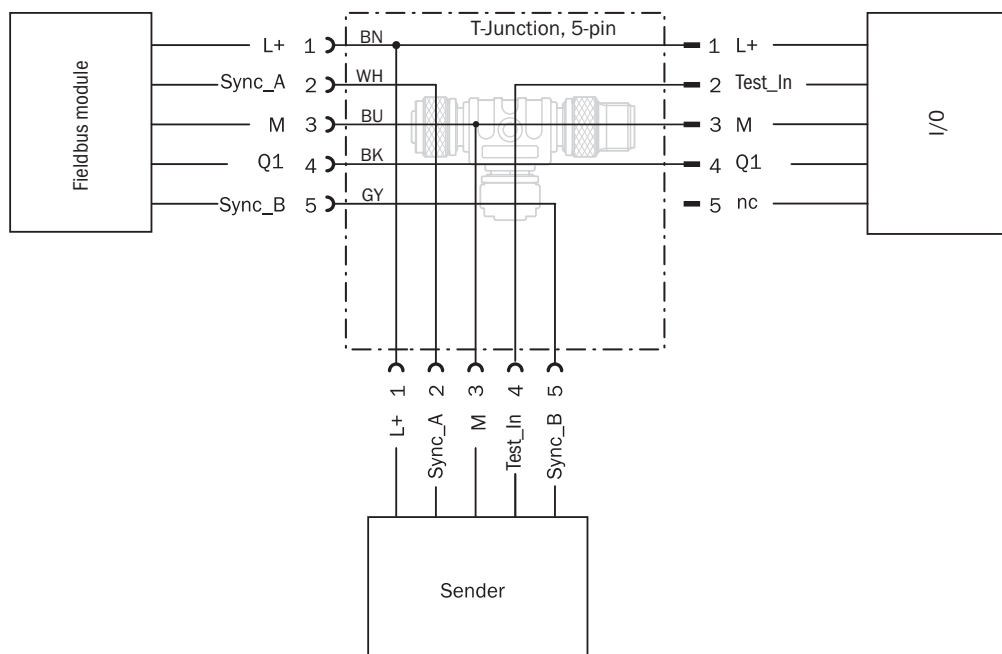 T-Junction, 5-pin
L+ 1 BN 1 L+
Sync_A 2 WH 2 Test_In
M 3 BU 3 M
Q1 4 BK 4 Q1
Sync_B 5 GY 5 nc
Fieldbus module
I/O
1 2 3 4 5
L+ Sync_A M Test_In Sync_B
Sender